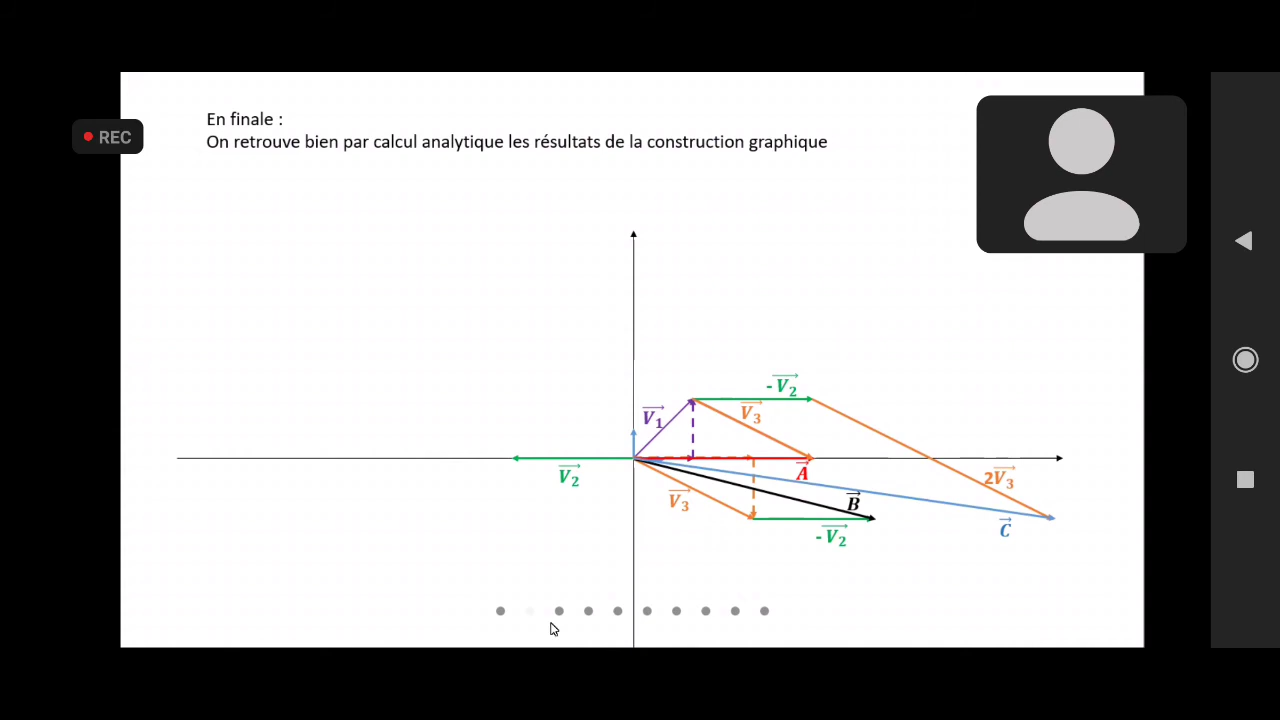 En finale :
On retrouve bien par calcul analytique les résultats de la construction graphique
REC
-V₂
V₁
V₃
A
V₂
2V₃
V₃
B
C
-V₂